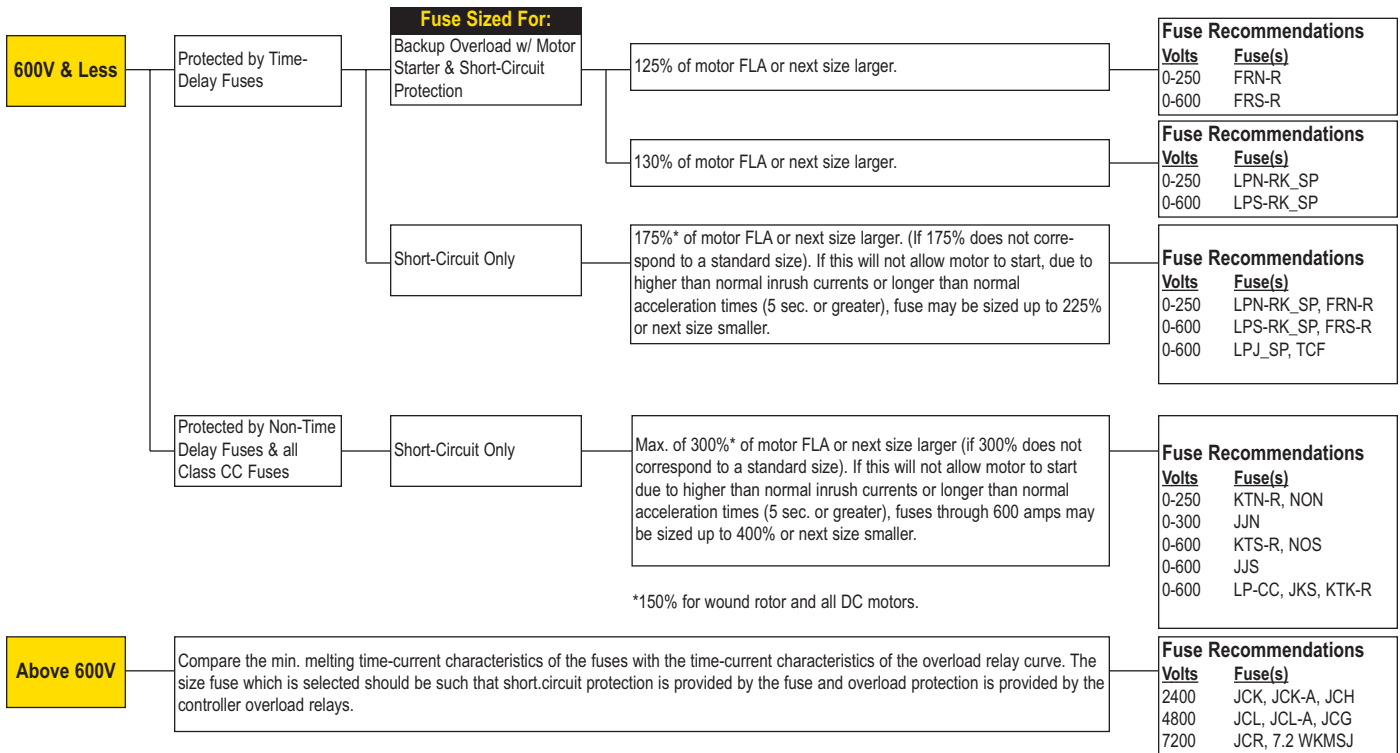 Fuse Sized For:
600V & Less
Protected by Time-
Delay Fuses
Backup Overload w/ Motor
Starter & Short-Circuit
Protection
125% of motor FLA or next size larger.
Fuse Recommendations
Volts Fuse(s)
0-250 FRN-R
0-600 FRS-R
130% of motor FLA or next size larger.
Fuse Recommendations
Volts Fuse(s)
0-250 LPN-RK_SP
0-600 LPS-RK_SP
Short-Circuit Only
175%* of motor FLA or next size larger. (If 175% does not corre-
spond to a standard size). If this will not allow motor to start, due to
higher than normal inrush currents or longer than normal
acceleration times (5 sec. or greater), fuse may be sized up to 225%
or next size smaller.
Fuse Recommendations
Volts Fuse(s)
0-250 LPN-RK_SP, FRN-R
0-600 LPS-RK_SP, FRS-R
0-600 LPJ_SP, TCF
Protected by Non-Time
Delay Fuses & all
Class CC Fuses
Short-Circuit Only
Max. of 300%* of motor FLA or next size larger (if 300% does not
correspond to a standard size). If this will not allow motor to start
due to higher than normal inrush currents or longer than normal
acceleration times (5 sec. or greater), fuses through 600 amps may
be sized up to 400% or next size smaller.
Fuse Recommendations
Volts Fuse(s)
0-250 KTN-R, NON
0-300 JJN
0-600 KTS-R, NOS
0-600 JJS
0-600 LP-CC, JKS, KTK-R
*150% for wound rotor and all DC motors.
Above 600V
Compare the min. melting time-current characteristics of the fuses with the time-current characteristics of the overload relay curve. The
size fuse which is selected should be such that short.circuit protection is provided by the fuse and overload protection is provided by the
controller overload relays.
Fuse Recommendations
Volts Fuse(s)
2400 JCK, JCK-A, JCH
4800 JCL, JCL-A, JCG
7200 JCR, 7.2 WKMSJ